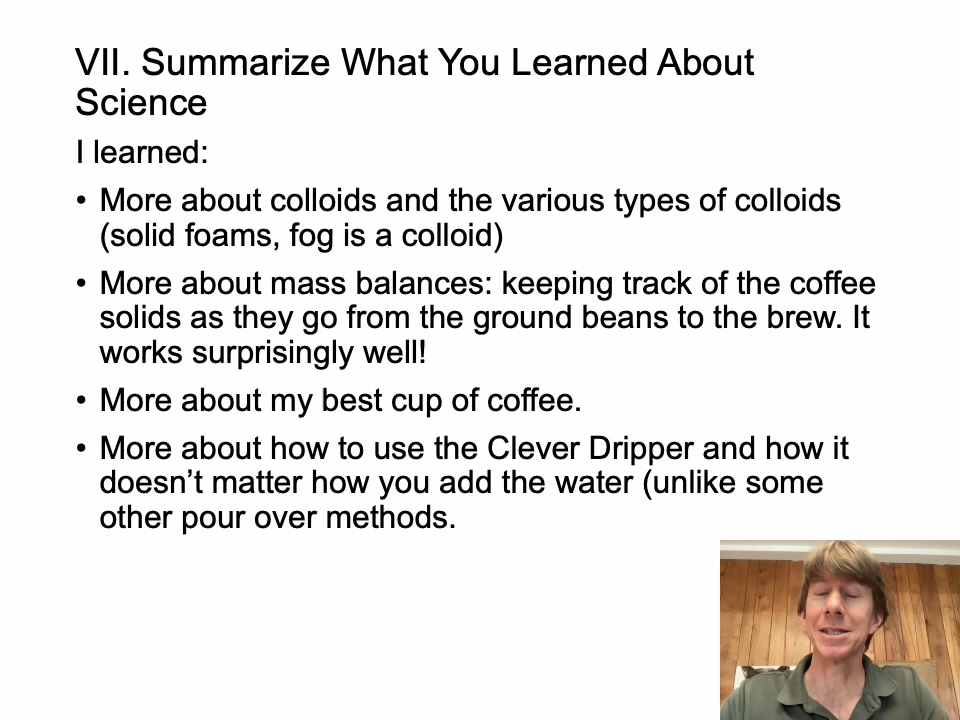 VII. Summarize What You Learned About
Science
I learned:
• More about colloids and the various types of colloids
(solid foams, fog is a colloid)
• More about mass balances: keeping track of the coffee
solids as they go from the ground beans to the brew. It
works surprisingly well!
• More about my best cup of coffee.
• More about how to use the Clever Dripper and how it
doesn’t matter how you add the water (unlike some
other pour over methods.